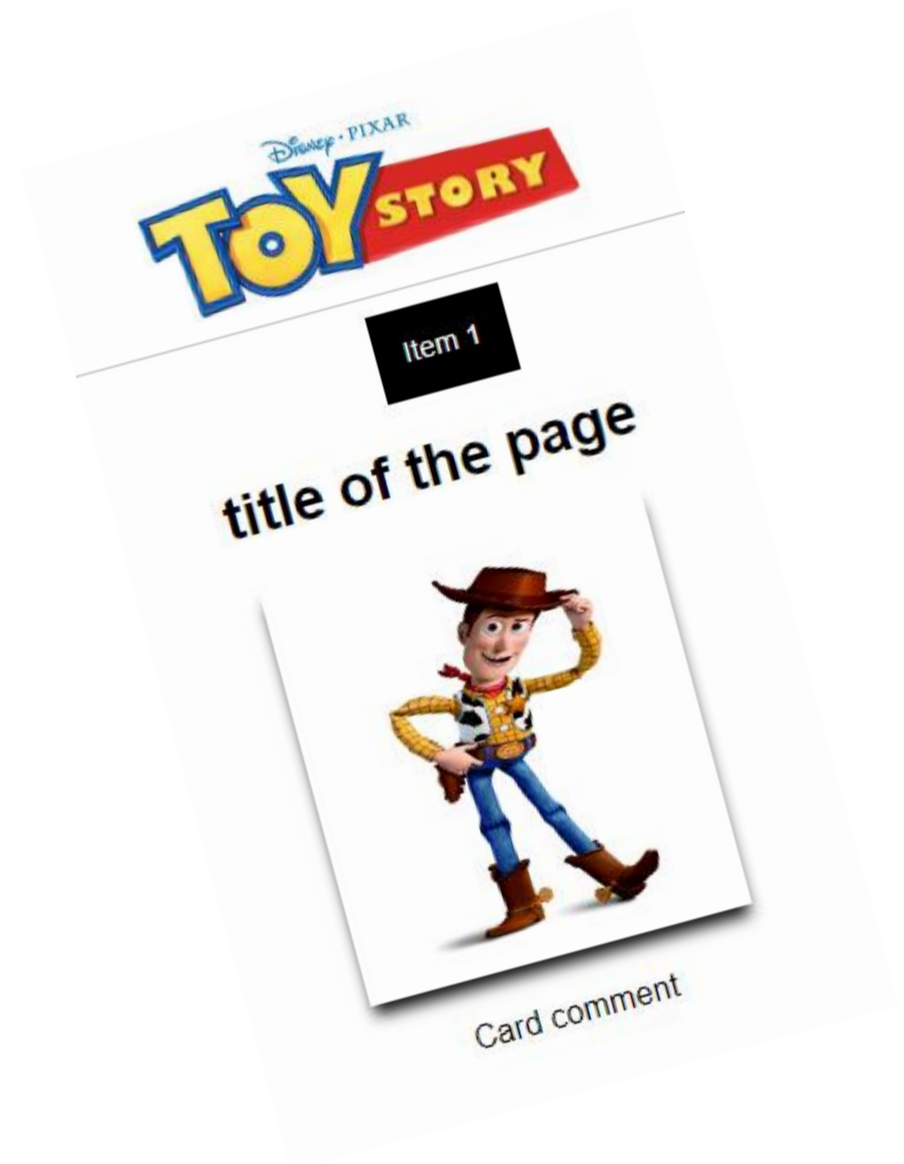 Disney · PIXAR
TOY STORY
Item 1
title of the page
Card comment